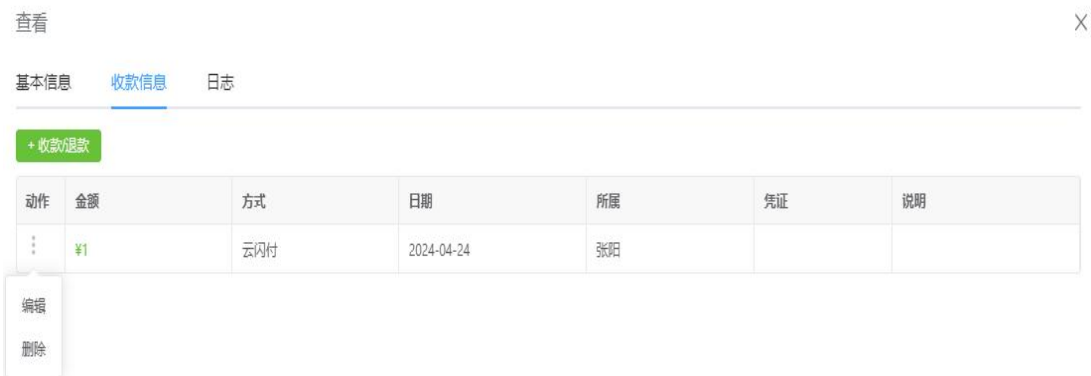 查看 X
基本信息 收款信息 日志
+ 收款/退款
动作 金额 方式 日期 所属 凭证 说明
¥1 云闪付 2024-04-24 张阳
编辑
删除